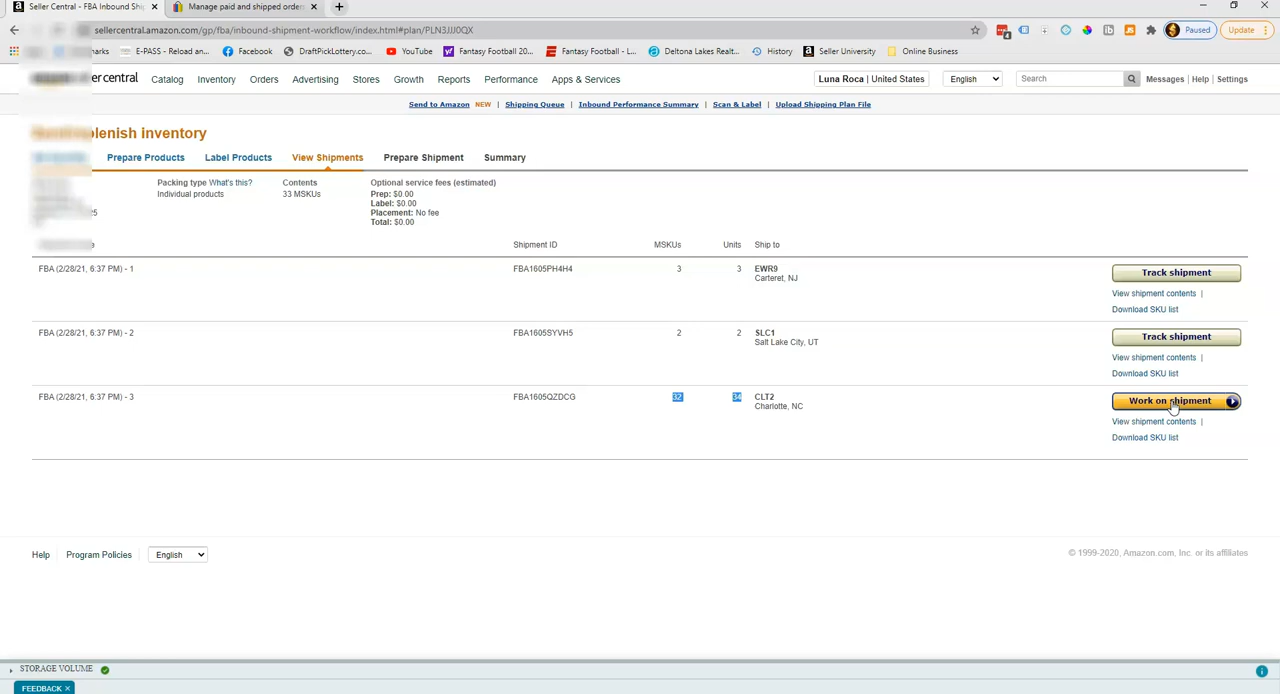 Seller Central - FBA Inbound Ship
Manage paid and shipped orders
sellercentral.amazon.com/gp/fba/inbound-shipment-workflow/index.html#plan/PLN3JJJ0QX
Paused
Update
E-PASS - Reload an...
Facebook
DraftPickLottery.co...
YouTube
Fantasy Football 20...
Fantasy Football - L...
Deltona Lakes Realt...
History
Seller University
Online Business
er central
Catalog
Inventory
Orders
Advertising
Stores
Growth
Reports
Performance
Apps & Services
Luna Roca | United States
English
Search
Messages | Help | Settings
Send to Amazon NEW | Shipping Queue | Inbound Performance Summary | Scan & Label | Upload Shipping Plan File
plenish inventory
Prepare Products
Label Products
View Shipments
Prepare Shipment
Summary
Packing type What's this?
Individual products
Contents
33 MSKUs
Optional service fees (estimated)
Prep: $0.00
Label: $0.00
Placement: No fee
Total: $0.00
Shipment ID
MSKUs
Units
Ship to
FBA (2/28/21, 6:37 PM) - 1
FBA1605PH4H4
3
3
EWR9
Carteret, NJ
Track shipment
View shipment contents |
Download SKU list
FBA (2/28/21, 6:37 PM) - 2
FBA1605SYVH5
2
2
SLC1
Salt Lake City, UT
Track shipment
View shipment contents |
Download SKU list
FBA (2/28/21, 6:37 PM) - 3
FBA1605QZDCG
32
34
CLT2
Charlotte, NC
Work on shipment
View shipment contents |
Download SKU list
Help
Program Policies
English
© 1999-2020, Amazon.com, Inc. or its affiliates
STORAGE VOLUME
FEEDBACK ×